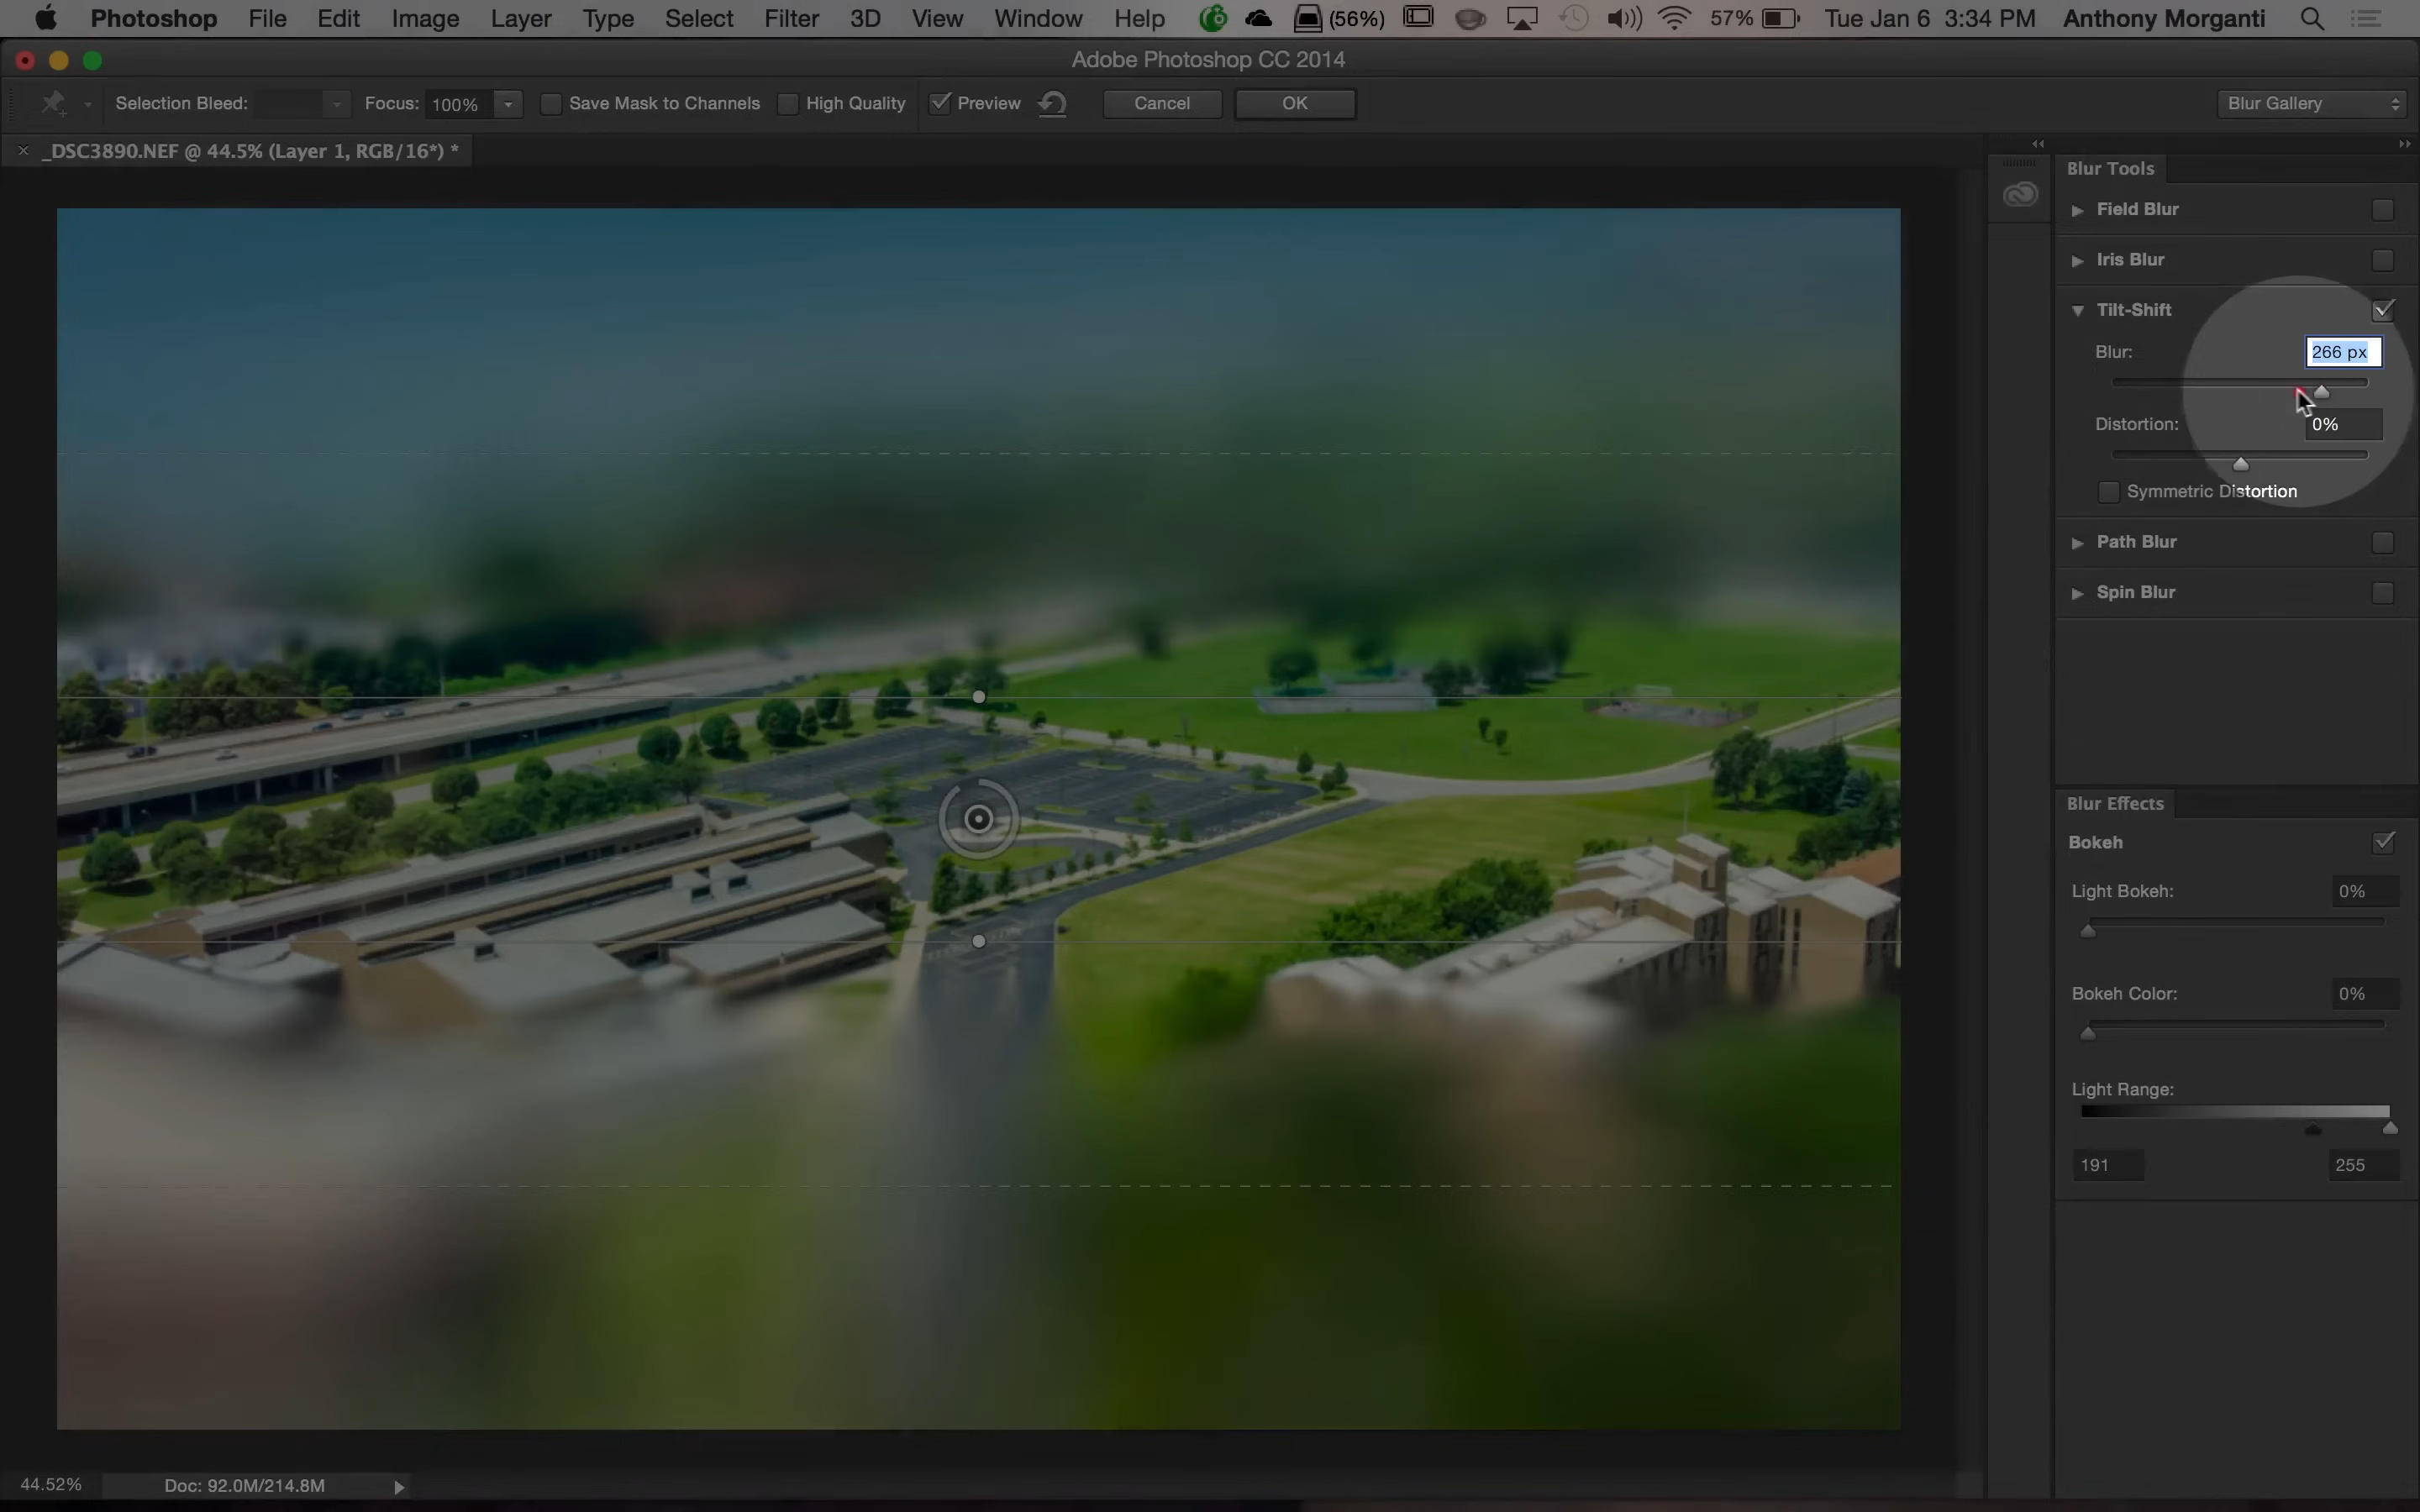 Photoshop File Edit Image Layer Type Select Filter 3D View Window Help (56%) 57% Tue Jan 6 3:34 PM Anthony Morganti
Adobe Photoshop CC 2014
Selection Bleed: Focus: 100% Save Mask to Channels High Quality Preview Cancel OK Blur Gallery
_DSC3890.NEF @ 44.5% (Layer 1, RGB/16*) *
Blur Tools
Field Blur
Iris Blur
Tilt-Shift
Blur: 266 px
Distortion: 0%
Symmetric Distortion
Path Blur
Spin Blur
Blur Effects
Bokeh
Light Bokeh: 0%
Bokeh Color: 0%
Light Range:
191 255
44.52% Doc: 92.0M/214.8M